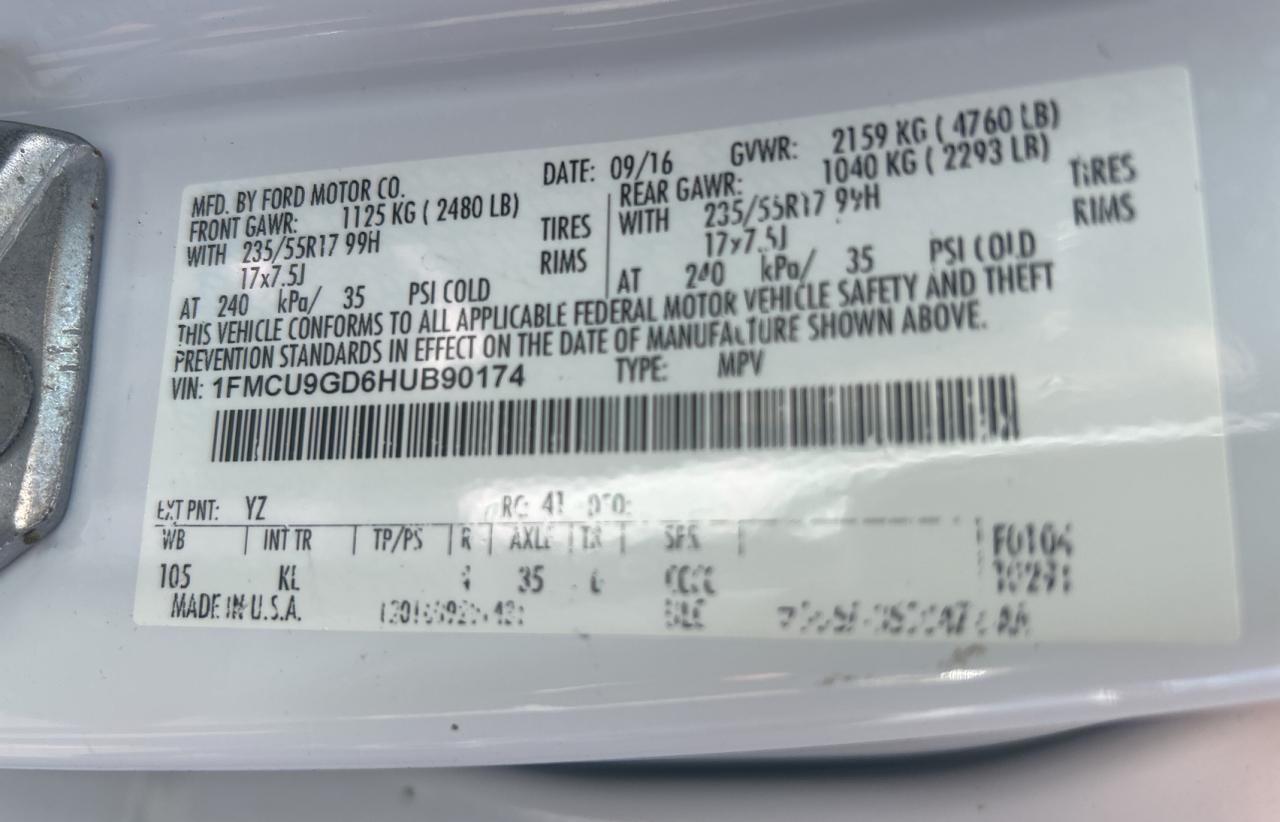 MFD. BY FORD MOTOR CO. DATE: 09/16 GVWR: 2159 KG ( 4760 LB)
FRONT GAWR: 1125 KG ( 2480 LB) REAR GAWR: 1040 KG ( 2293 LB)
WITH 235/55R17 99H TIRES WITH 235/55R17 99H TIRES
17x7.5J RIMS 17x7.5J RIMS
AT 240 kPa/ 35 PSI COLD AT 240 kPa/ 35 PSI COLD
THIS VEHICLE CONFORMS TO ALL APPLICABLE FEDERAL MOTOR VEHICLE SAFETY AND THEFT
PREVENTION STANDARDS IN EFFECT ON THE DATE OF MANUFACTURE SHOWN ABOVE.
VIN: 1FMCU9GD6HUB90174 TYPE: MPV
EXT PNT: YZ RC: 41
WB INT TR TP/PS R AXLE TR SPR F0104
105 KL 35
MADE IN U.S.A.